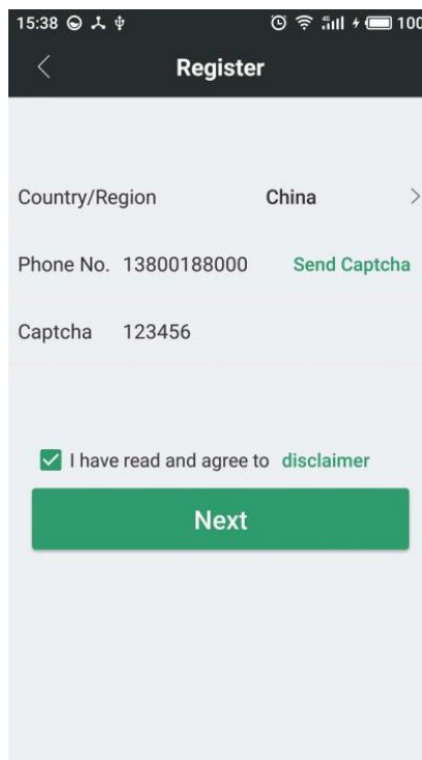 15:38 100
Register
Country/Region China
Phone No. 13800188000 Send Captcha
Captcha 123456
I have read and agree to disclaimer
Next